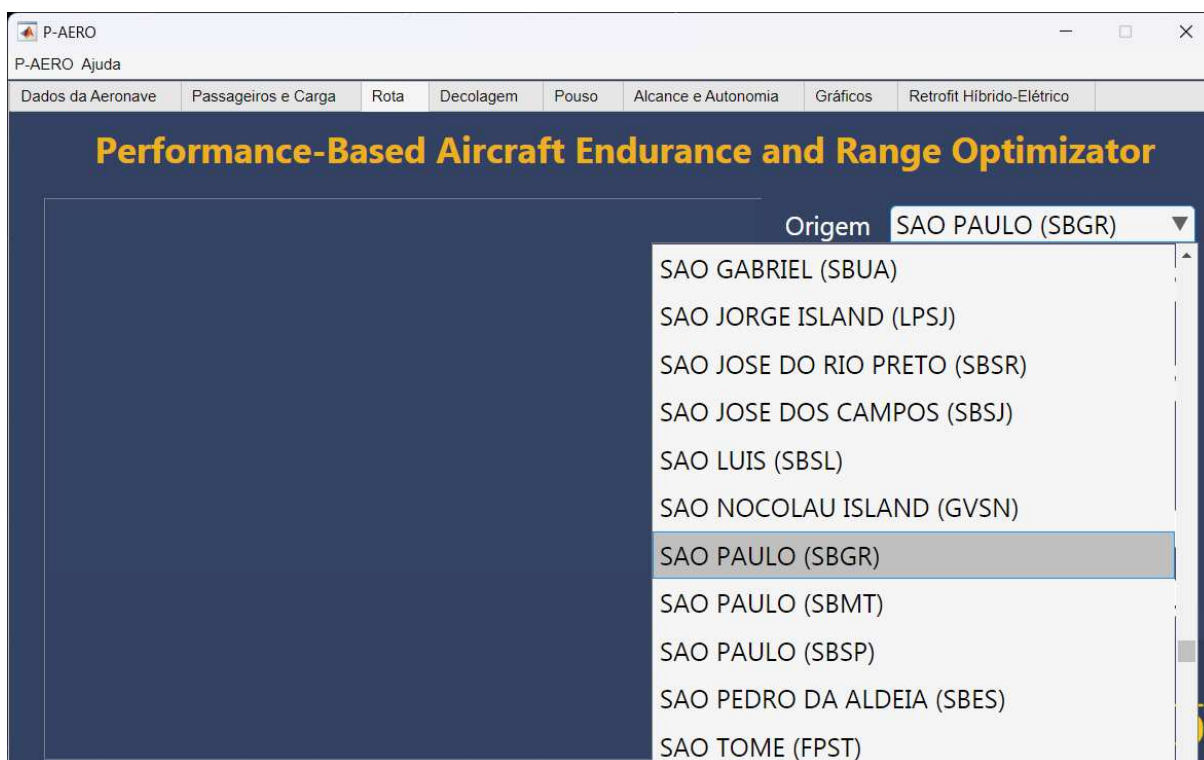 P-AERO
P-AERO Ajuda
Dados da Aeronave Passageiros e Carga Rota Decolagem Pouso Alcance e Autonomia Gráficos Retrofit Híbrido-Elétrico
Performance-Based Aircraft Endurance and Range Optimizator
Origem SAO PAULO (SBGR)
SAO GABRIEL (SBUA)
SAO JORGE ISLAND (LPSJ)
SAO JOSE DO RIO PRETO (SBSR)
SAO JOSE DOS CAMPOS (SBSJ)
SAO LUIS (SBSL)
SAO NOCOLAU ISLAND (GVSN)
SAO PAULO (SBGR)
SAO PAULO (SBMT)
SAO PAULO (SBSP)
SAO PEDRO DA ALDEIA (SBES)
SAO TOME (FPST)